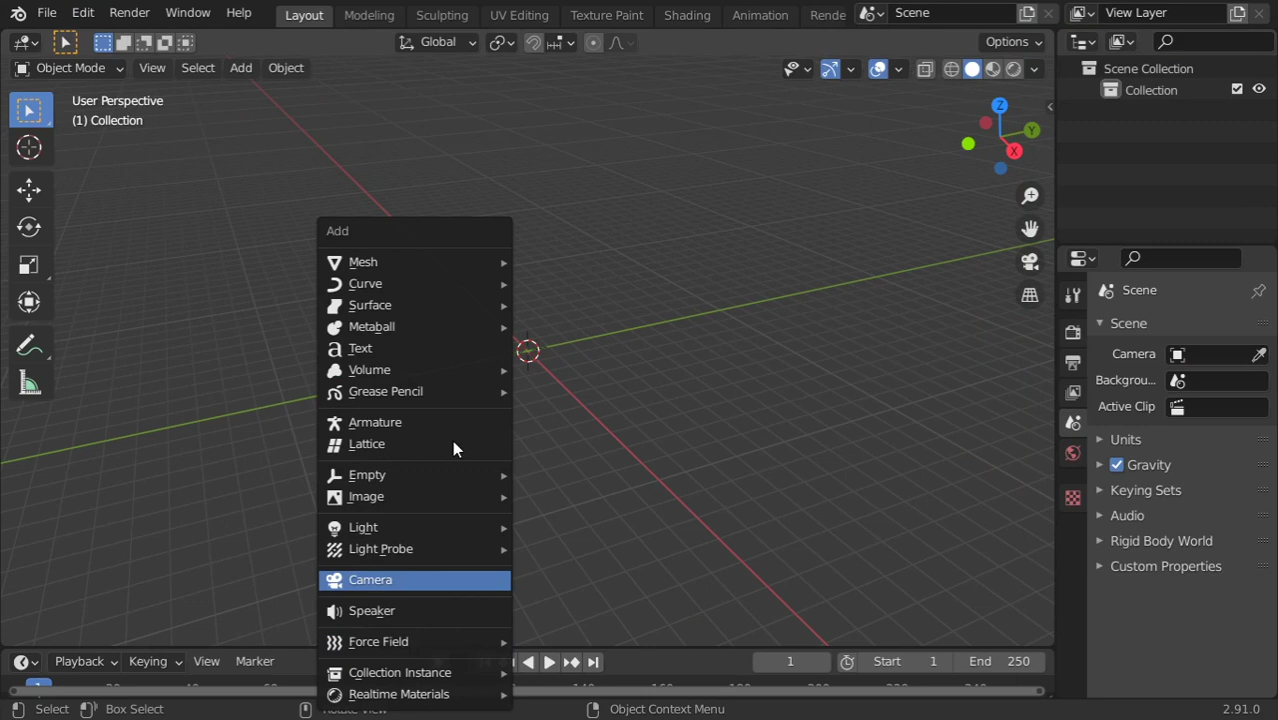 File Edit Render Window Help Layout Modeling Sculpting UV Editing Texture Paint Shading Animation Rende Scene View Layer
Global Options
Object Mode View Select Add Object
User Perspective
(1) Collection
Z
Y
X
Scene Collection
Collection
Add
Mesh
Curve
Surface
Metaball
Text
Volume
Grease Pencil
Armature
Lattice
Empty
Image
Light
Light Probe
Camera
Speaker
Force Field
Collection Instance
Realtime Materials
Scene
Scene
Camera
Backgrou...
Active Clip
Units
Gravity
Keying Sets
Audio
Rigid Body World
Custom Properties
Playback Keying View Marker 1 Start 1 End 250
Select Box Select Object Context Menu 2.91.0